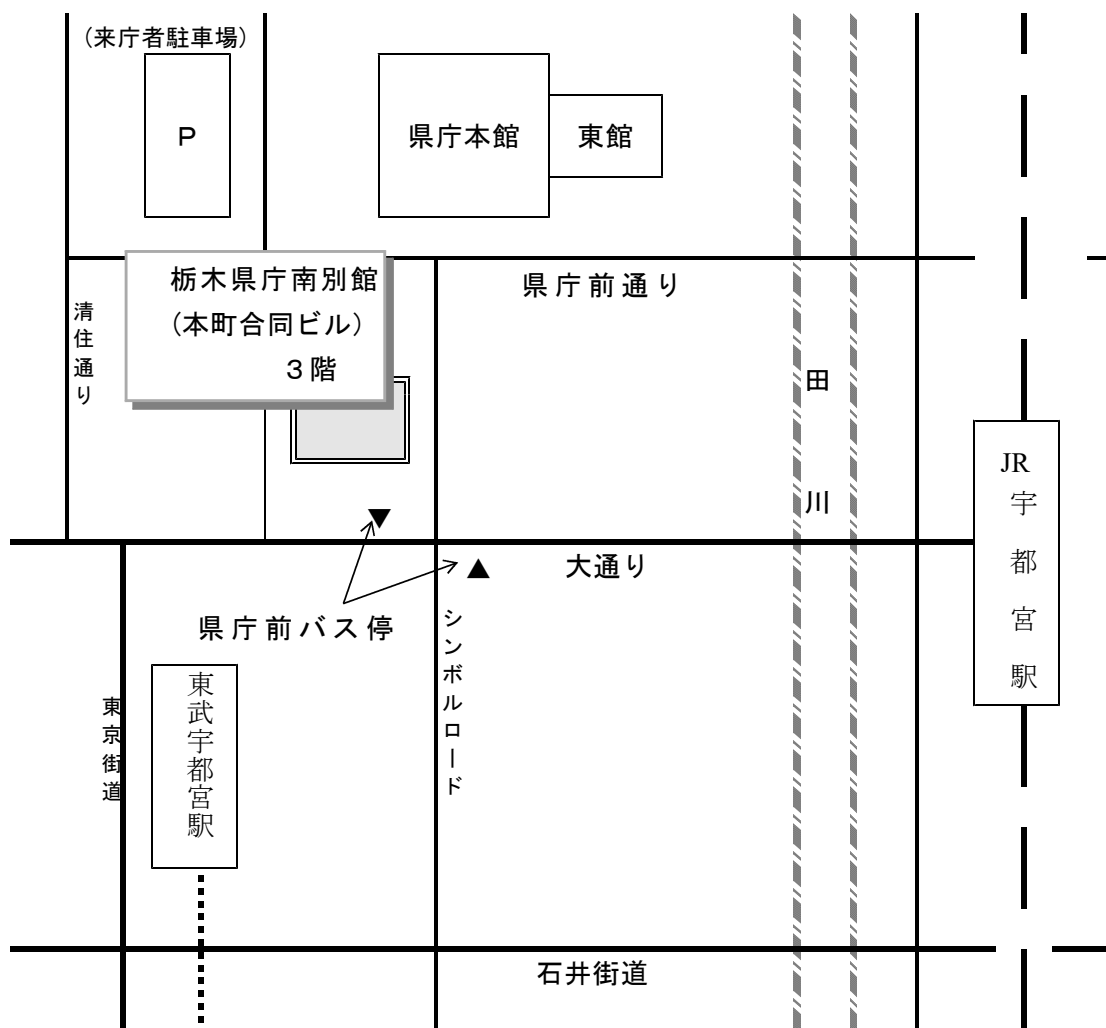 (来庁者駐車場)
P
県庁本館
東館
栃木県庁南別館
(本町合同ビル)
３階
県庁前通り
清住通り
田川
JR宇都宮駅
大通り
県庁前バス停
シンボルロード
東武宇都宮駅
東京街道
石井街道